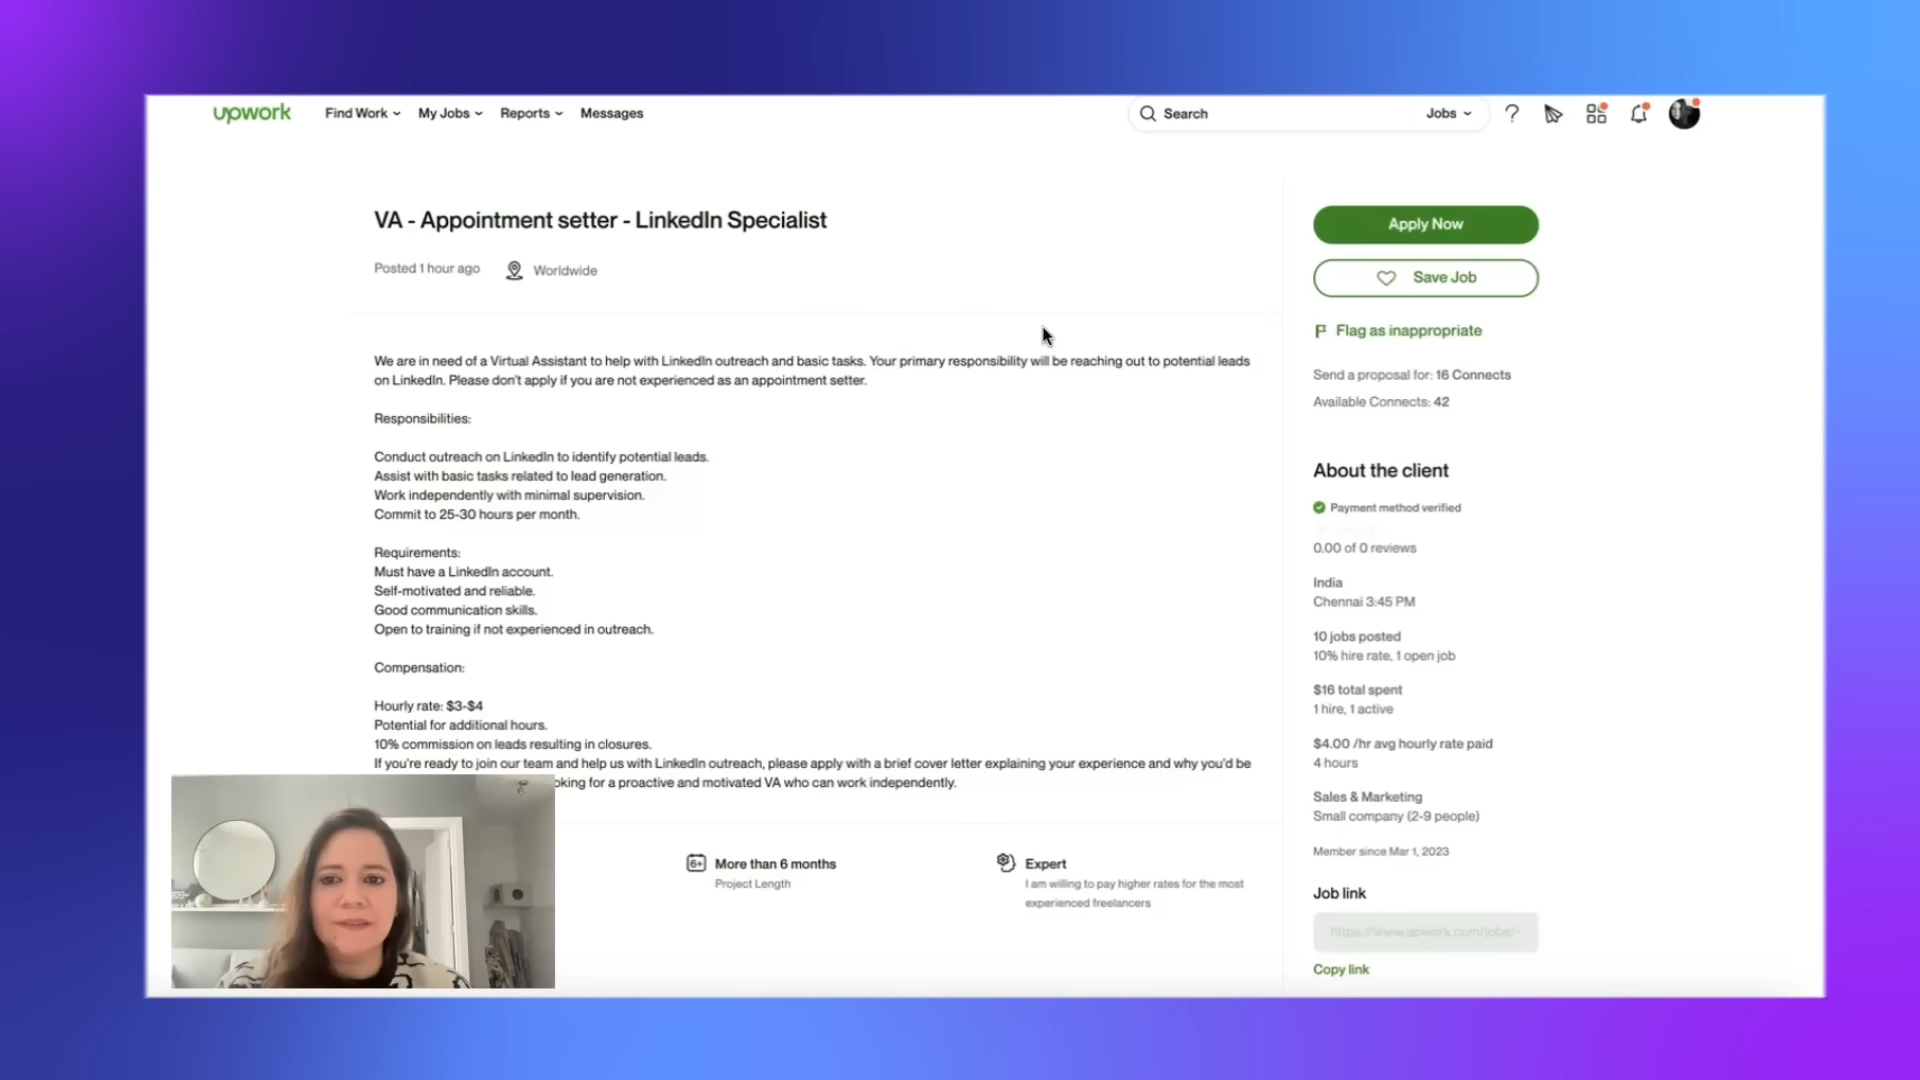 upwork Find Work My Jobs Reports Messages Search Jobs
VA - Appointment setter - LinkedIn Specialist
Posted 1 hour ago Worldwide
We are in need of a Virtual Assistant to help with LinkedIn outreach and basic tasks. Your primary responsibility will be reaching out to potential leads
on LinkedIn. Please don't apply if you are not experienced as an appointment setter.
Responsibilities:
Conduct outreach on LinkedIn to identify potential leads.
Assist with basic tasks related to lead generation.
Work independently with minimal supervision.
Commit to 25-30 hours per month.
Requirements:
Must have a LinkedIn account.
Self-motivated and reliable.
Good communication skills.
Open to training if not experienced in outreach.
Compensation:
Hourly rate: $3-$4
Potential for additional hours.
10% commission on leads resulting in closures.
If you're ready to join our team and help us with LinkedIn outreach, please apply with a brief cover letter explaining your experience and why you'd be
for a proactive and motivated VA who can work independently.
6+ More than 6 months
Project Length
Expert
I am willing to pay higher rates for the most
experienced freelancers
Apply Now
Save Job
Flag as inappropriate
Send a proposal for: 16 Connects
Available Connects: 42
About the client
Payment method verified
0.00 of 0 reviews
India
Chennai 3:45 PM
10 jobs posted
10% hire rate, 1 open job
$16 total spent
1 hire, 1 active
$4.00 /hr avg hourly rate paid
4 hours
Sales & Marketing
Small company (2-9 people)
Member since Mar 1, 2023
Job link
https://www.upwork.com/jobs/~
Copy link